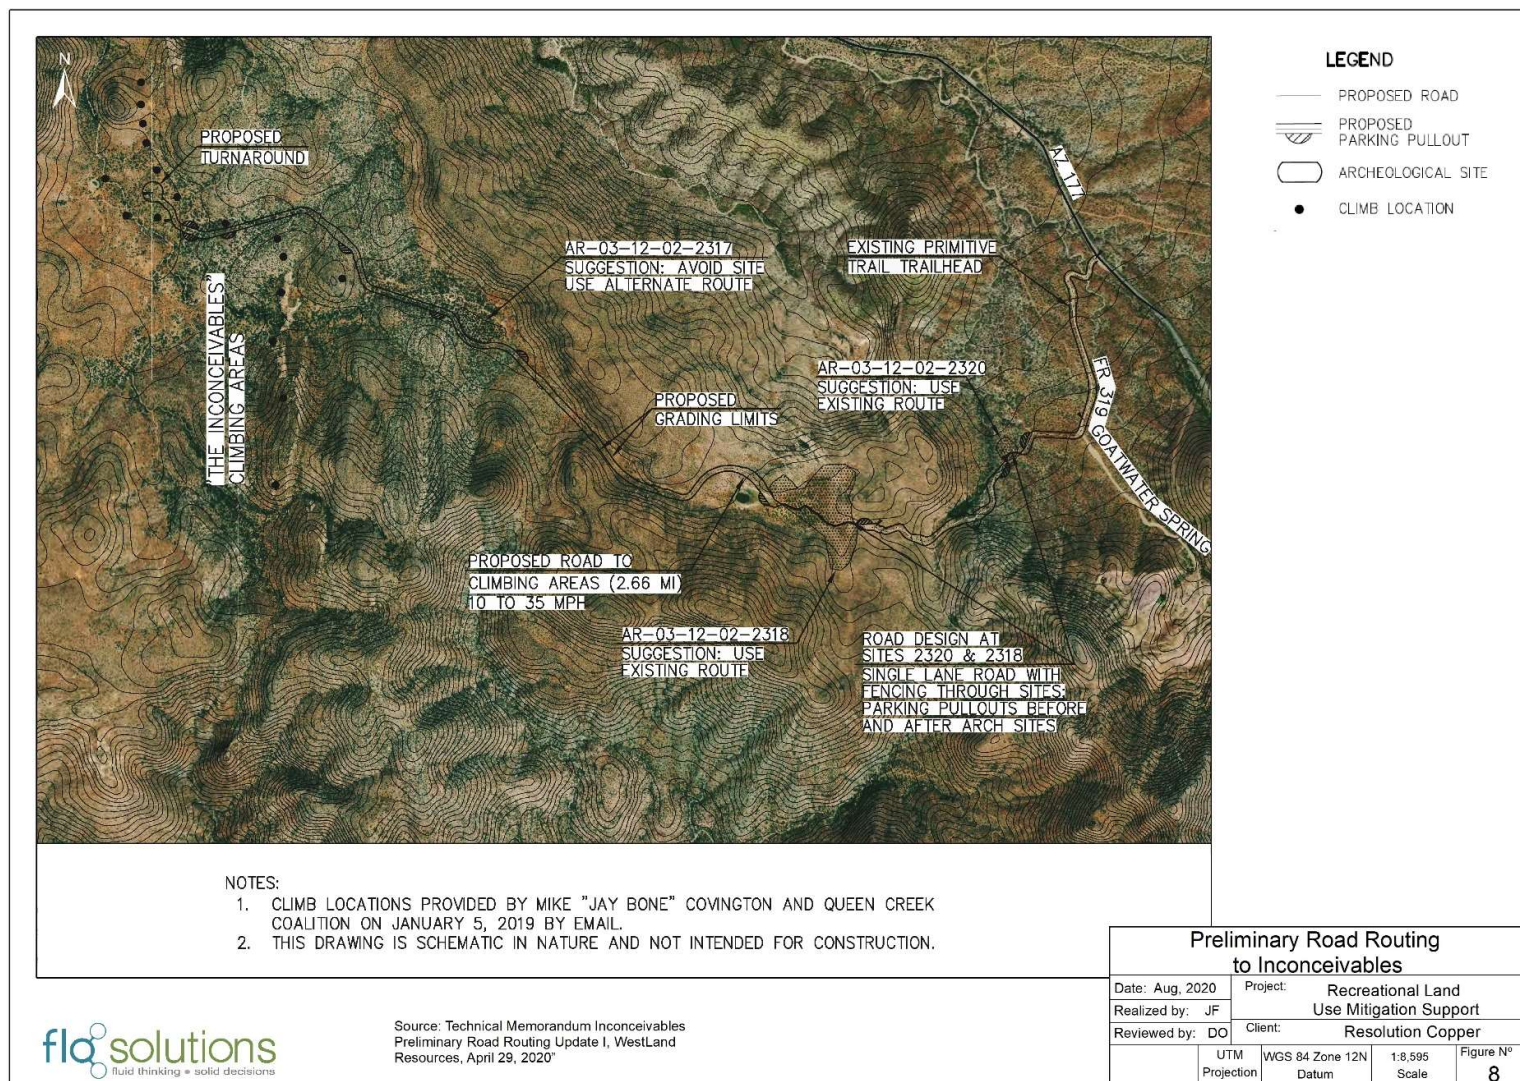 N
PROPOSED
TURNAROUND
AR-03-12-02-2317
SUGGESTION: AVOID SITE
USE ALTERNATE ROUTE
EXISTING PRIMITIVE
TRAIL TRAILHEAD
AZ 177
"THE INCONCEIVABLES"
CLIMBING AREAS
AR-03-12-02-2320
SUGGESTION: USE
EXISTING ROUTE
FR 319 GOATWATER SPRING
PROPOSED
GRADING LIMITS
PROPOSED ROAD TO
CLIMBING AREAS (2.66 MI)
10 TO 35 MPH
AR-03-12-02-2318
SUGGESTION: USE
EXISTING ROUTE
ROAD DESIGN AT
SITES 2320 & 2318
SINGLE LANE ROAD WITH
FENCING THROUGH SITES;
PARKING PULLOUTS BEFORE
AND AFTER ARCH SITES
LEGEND
PROPOSED ROAD
PROPOSED
PARKING PULLOUT
ARCHEOLOGICAL SITE
CLIMB LOCATION
NOTES:
1. CLIMB LOCATIONS PROVIDED BY MIKE "JAY BONE" COVINGTON AND QUEEN CREEK
COALITION ON JANUARY 5, 2019 BY EMAIL.
2. THIS DRAWING IS SCHEMATIC IN NATURE AND NOT INTENDED FOR CONSTRUCTION.
flo solutions
fluid thinking = solid decisions
Source: Technical Memorandum Inconceivables
Preliminary Road Routing Update I, WestLand
Resources, April 29, 2020"
Preliminary Road Routing
to Inconceivables
Date: Aug, 2020
Realized by: JF
Reviewed by: DO
Project: Recreational Land
Use Mitigation Support
Client: Resolution Copper
UTM
Projection
WGS 84 Zone 12N
Datum
1:8,595
Scale
Figure Nº
8